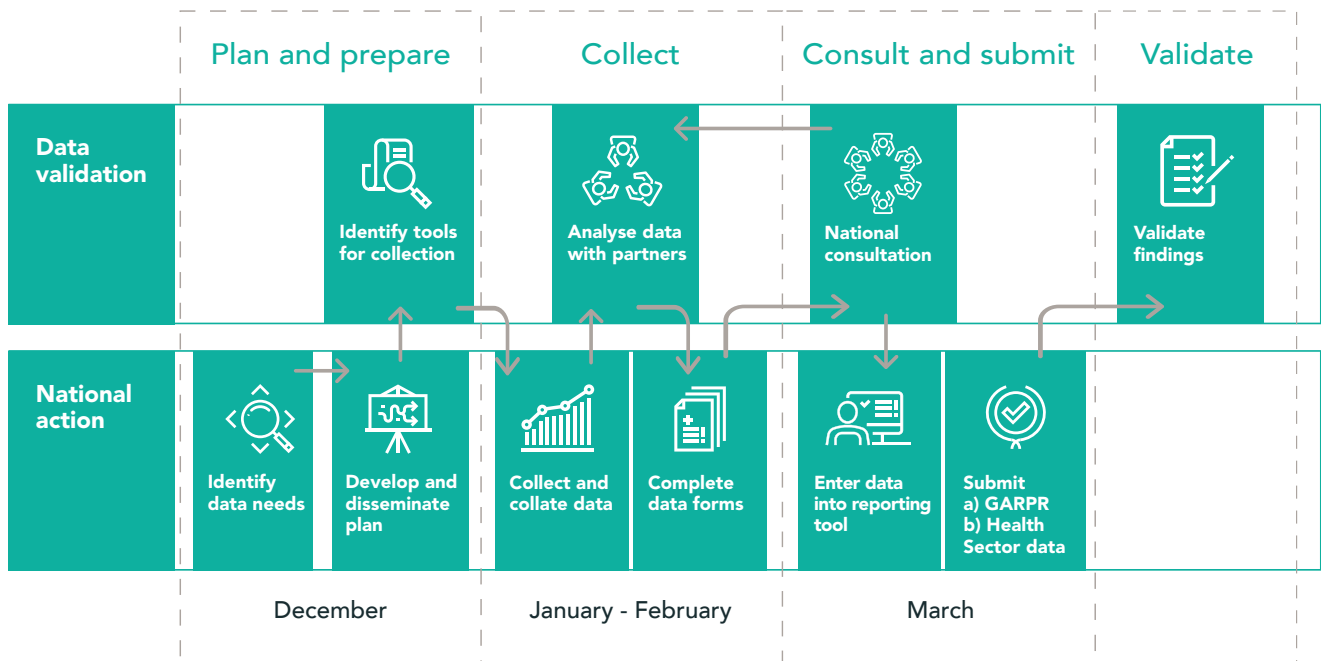 Plan and prepare
Collect
Consult and submit
Validate
Data
validation
Identify tools
for collection
Analyse data
with partners
National
consultation
Validate
findings
National
action
Identify
data needs
Develop and
disseminate
plan
Collect and
collate data
Complete
data forms
Enter data
into reporting
tool
Submit
a) GARPR
b) Health
Sector data
December
January - February
March